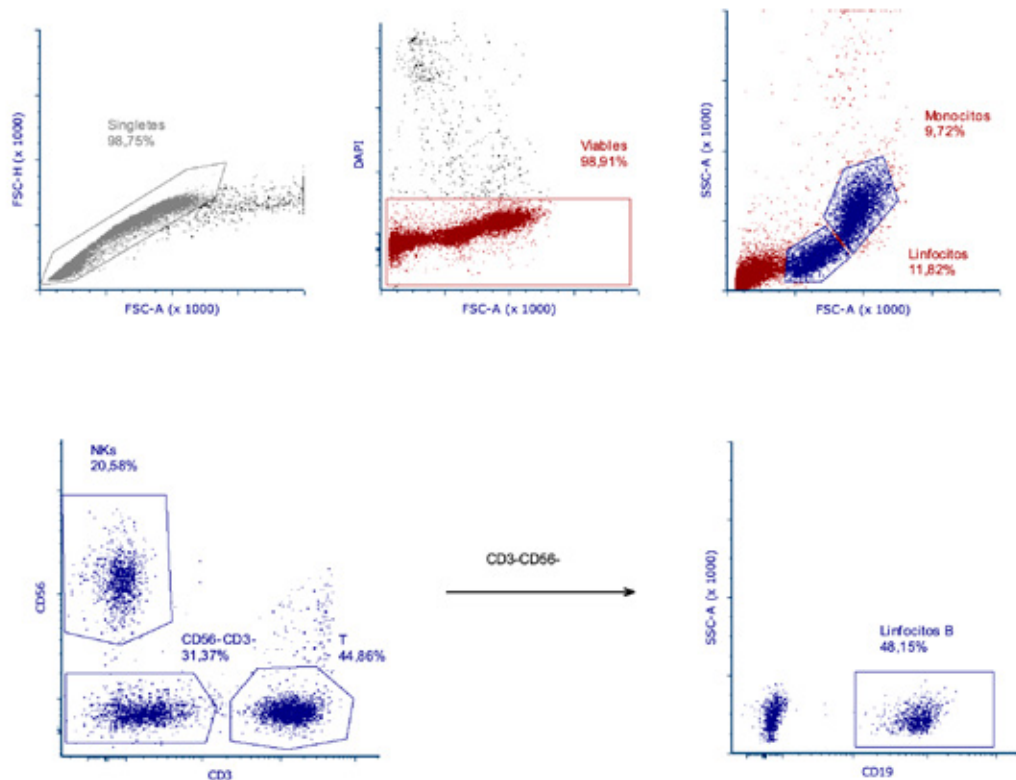 Singletes
98,75%
FSC-H (x 1000)
FSC-A (x 1000)
Viables
98,91%
DAPI
FSC-A (x 1000)
Monocitos
9,72%
Linfocitos
11,82%
SSC-A (x 1000)
FSC-A (x 1000)
NKs
20,58%
CD56-CD3-
31,37%
T
44,86%
CD56
CD3
CD3-CD56-
Linfocitos B
48,15%
SSC-A (x 1000)
CD19